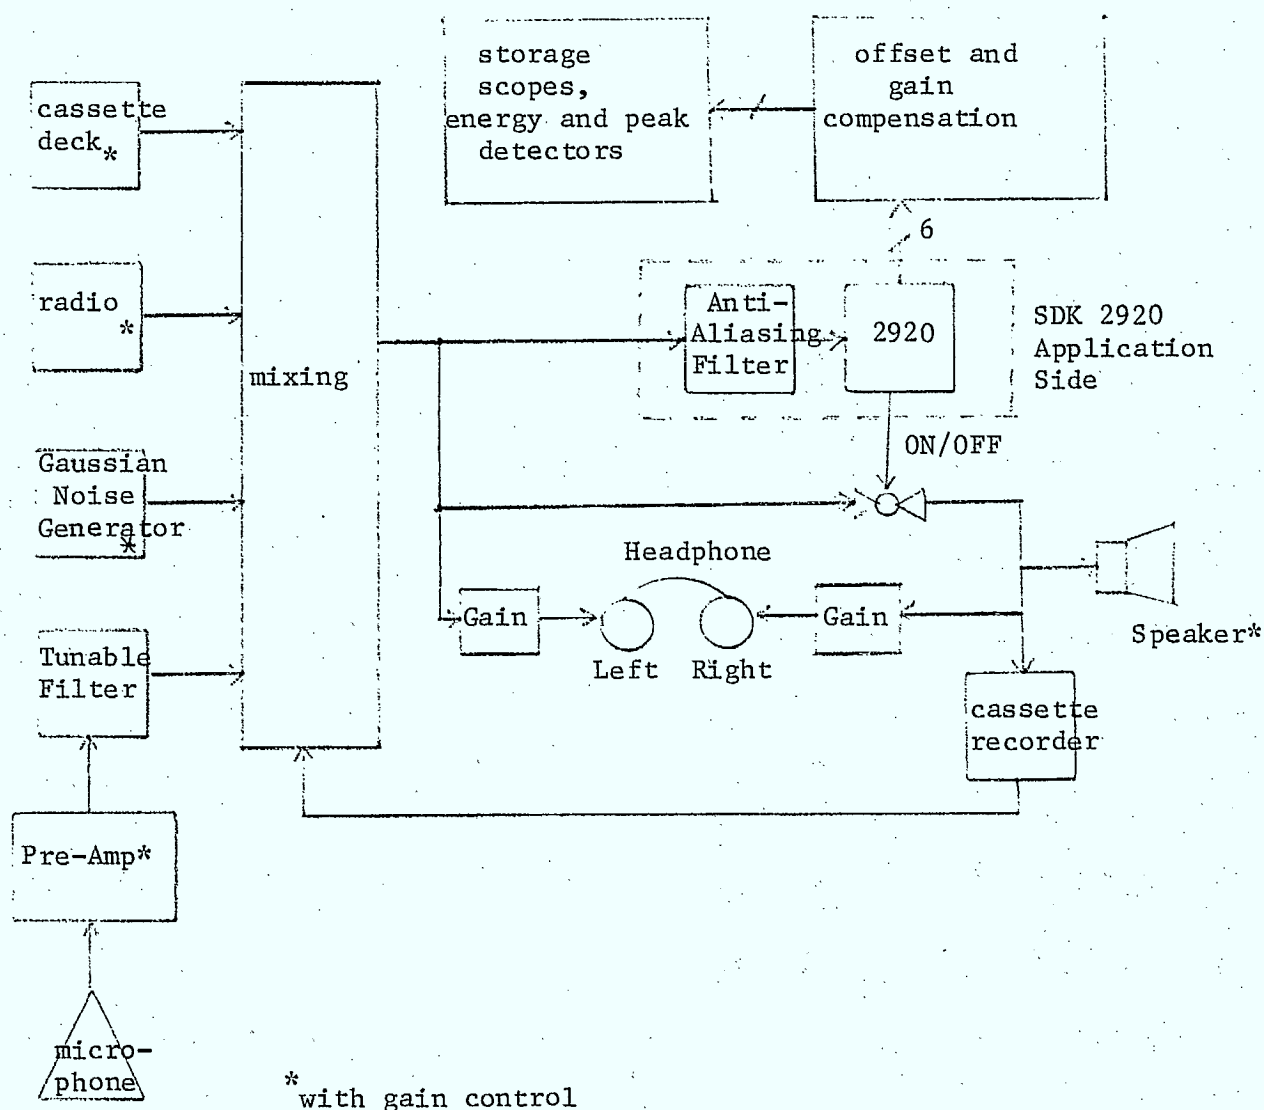 storage
scopes,
energy and peak
detectors
offset and
gain
compensation
cassette
deck*
6
radio
*
Anti-
Aliasing
Filter
2920
SDK 2920
Application
Side
mixing
ON/OFF
Gaussian
Noise
Generator
*
Headphone
Gain
Gain
Left
Right
Speaker*
Tunable
Filter
cassette
recorder
Pre-Amp*
micro-
phone
*with gain control